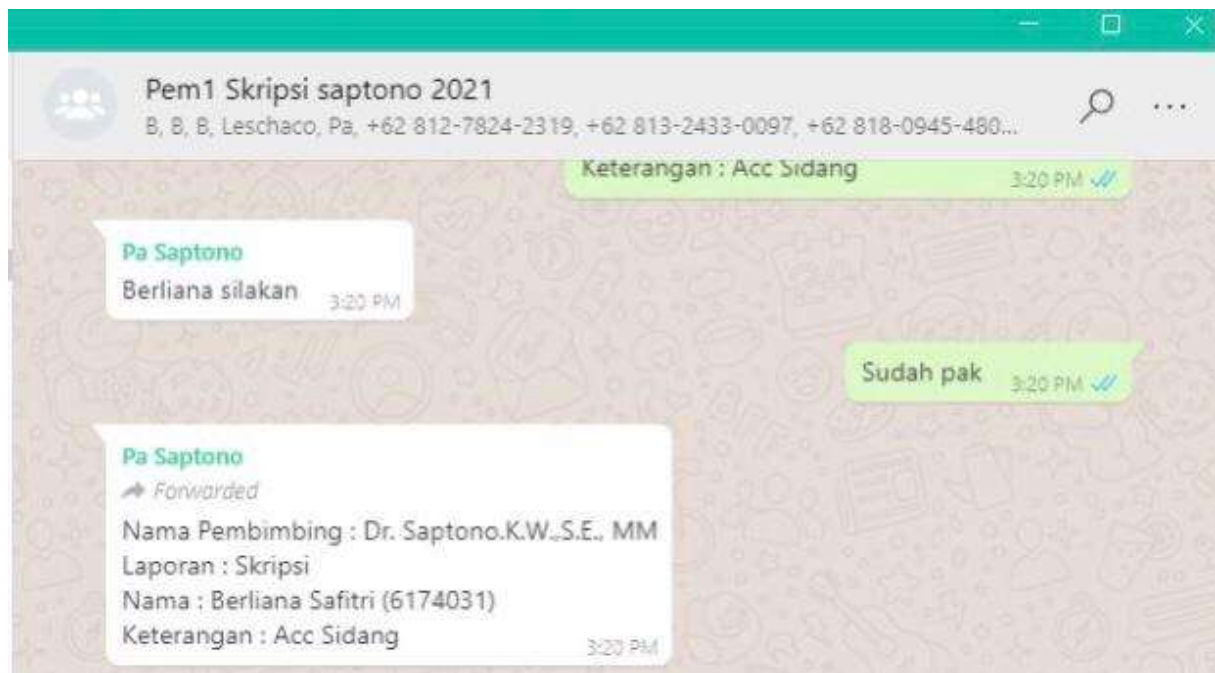 Pem1 Skripsi saptono 2021
B, B, B, Leschaco, Pa, +62 812-7824-2319, +62 813-2433-0097, +62 818-0945-480...
Keterangan : Acc Sidang
3:20 PM
Pa Saptono
Berliana silakan
3:20 PM
Sudah pak
3:20 PM
Pa Saptono
Forwarded
Nama Pembimbing : Dr. Saptono.K.W.,S.E., MM
Laporan : Skripsi
Nama : Berliana Safitri (6174031)
Keterangan : Acc Sidang
3:20 PM